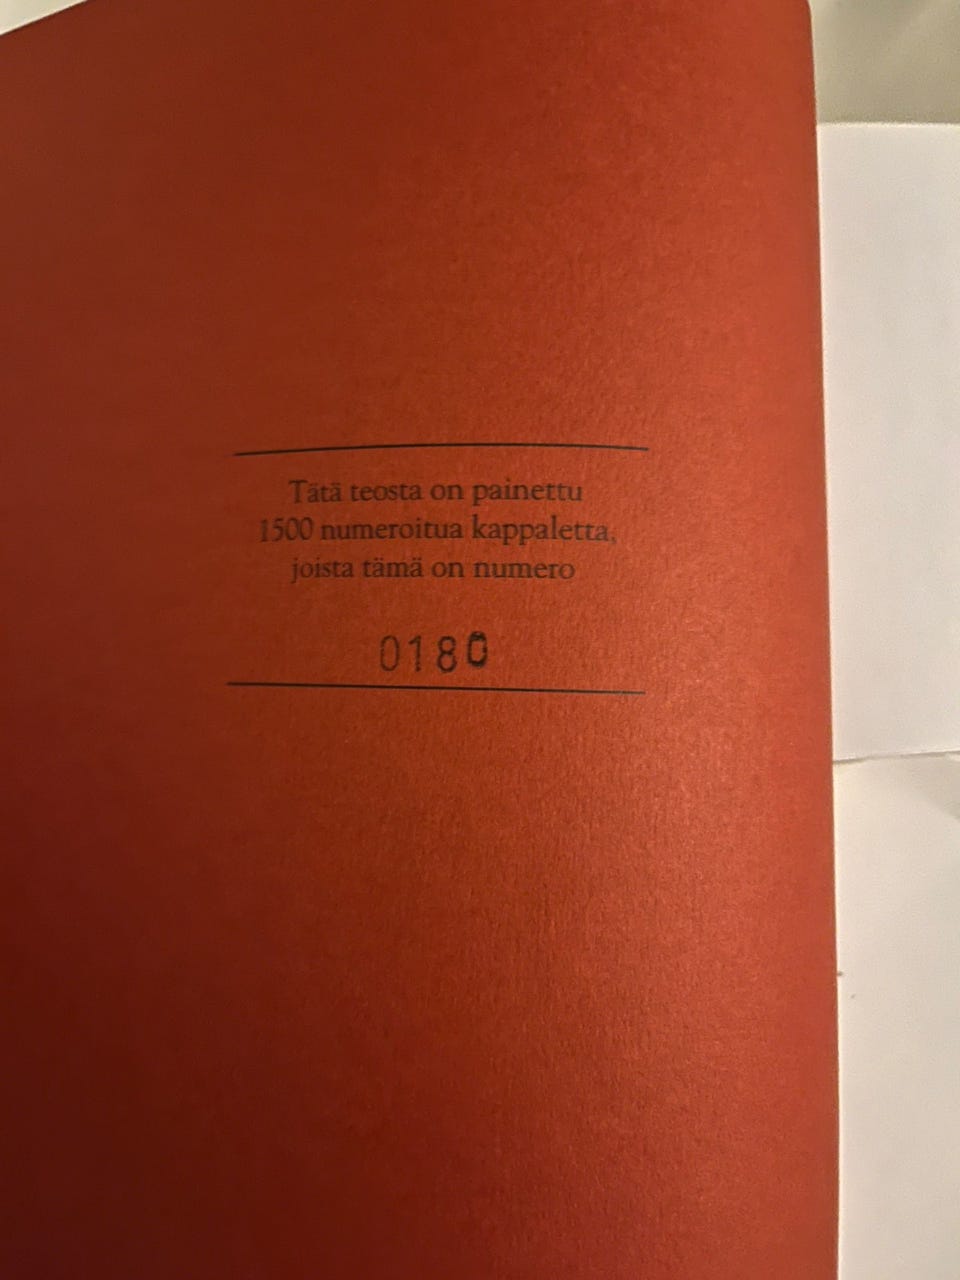 Tätä teosta on painettu
1500 numeroitua kappaletta,
joista tämä on numero
0180